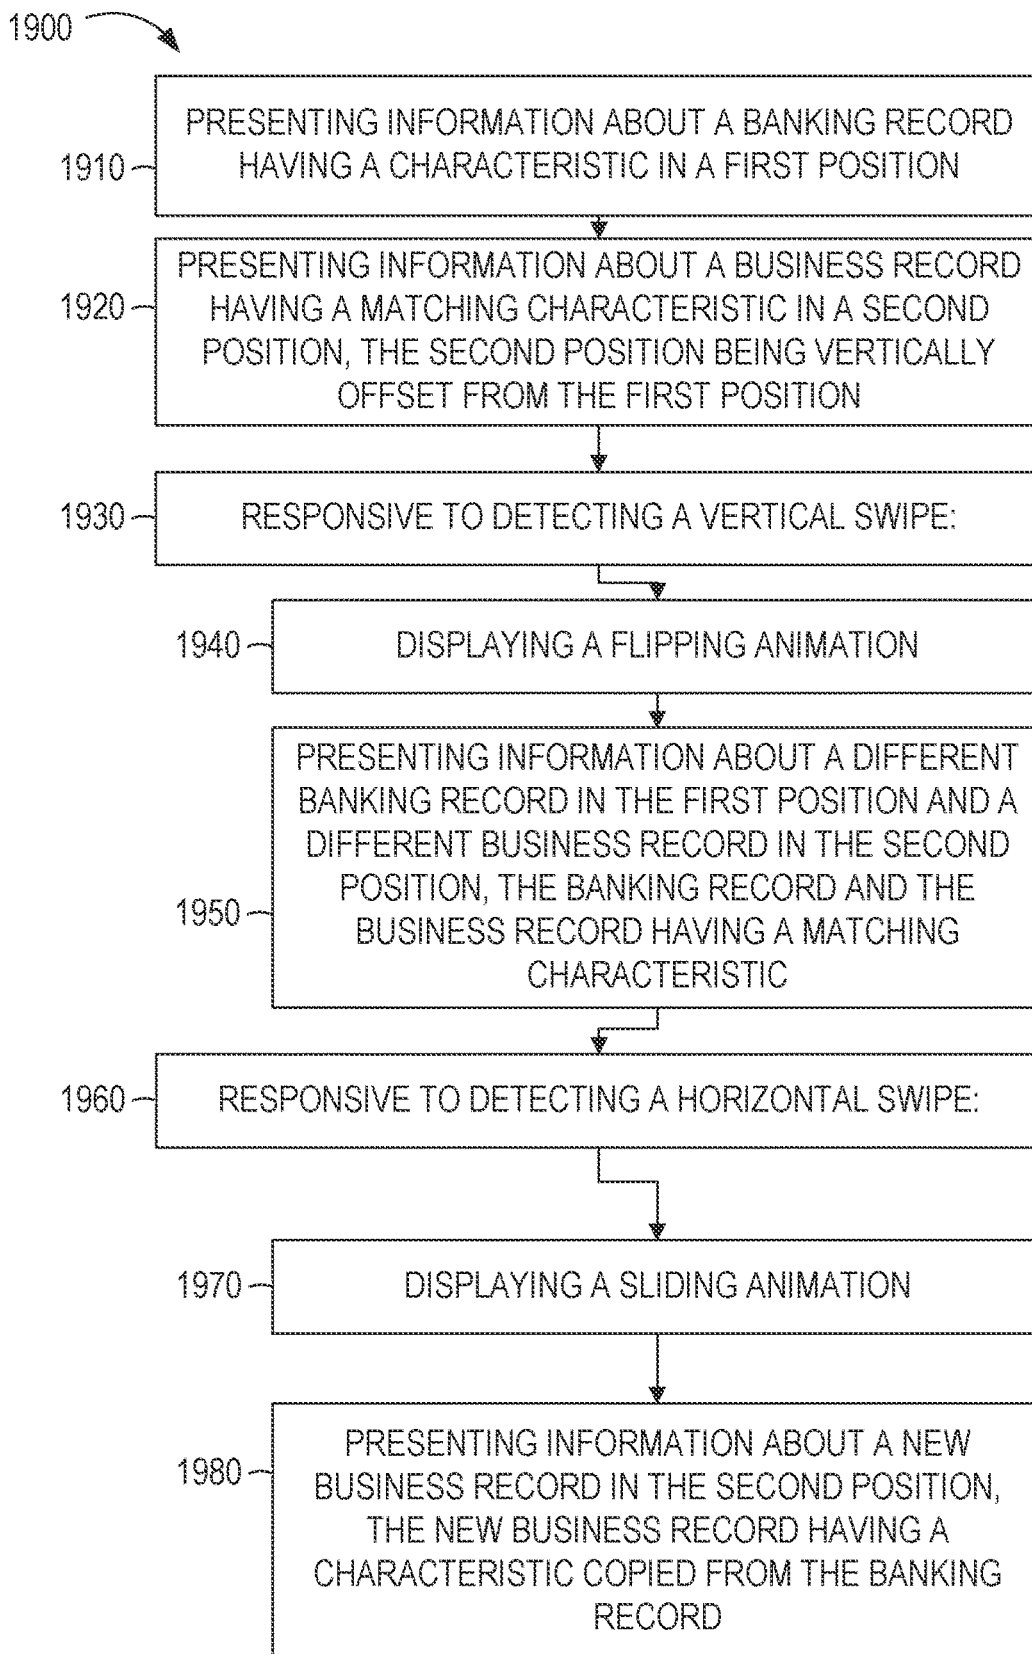 1900
PRESENTING INFORMATION ABOUT A BANKING RECORD
HAVING A CHARACTERISTIC IN A FIRST POSITION
1910
PRESENTING INFORMATION ABOUT A BUSINESS RECORD
HAVING A MATCHING CHARACTERISTIC IN A SECOND
POSITION, THE SECOND POSITION BEING VERTICALLY
OFFSET FROM THE FIRST POSITION
1920
1930
RESPONSIVE TO DETECTING A VERTICAL SWIPE:
1940
DISPLAYING A FLIPPING ANIMATION
PRESENTING INFORMATION ABOUT A DIFFERENT
BANKING RECORD IN THE FIRST POSITION AND A
DIFFERENT BUSINESS RECORD IN THE SECOND
POSITION, THE BANKING RECORD AND THE
BUSINESS RECORD HAVING A MATCHING
CHARACTERISTIC
1950
1960
RESPONSIVE TO DETECTING A HORIZONTAL SWIPE:
1970
DISPLAYING A SLIDING ANIMATION
PRESENTING INFORMATION ABOUT A NEW
BUSINESS RECORD IN THE SECOND POSITION,
THE NEW BUSINESS RECORD HAVING A
CHARACTERISTIC COPIED FROM THE BANKING
RECORD
1980